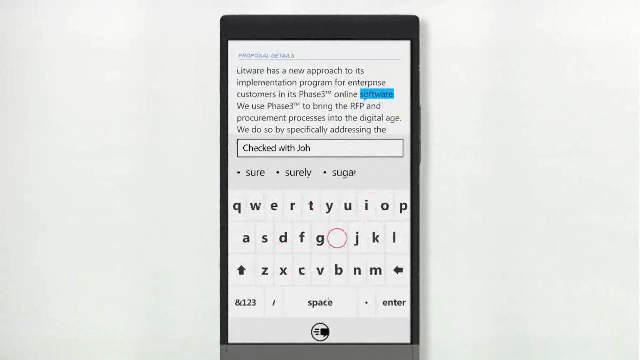 PROPOSAL DETAILS
Litware has a new approach to its
implementation program for enterprise
customers in its Phase3™ online software.
We use Phase3™ to bring the RFP and
procurement processes into the digital age.
We do so by specifically addressing the
Checked with Joh
• sure • surely • sugar
q w e r t y u i o p
a s d f g j k l
z x c v b n m
&123 / space . enter